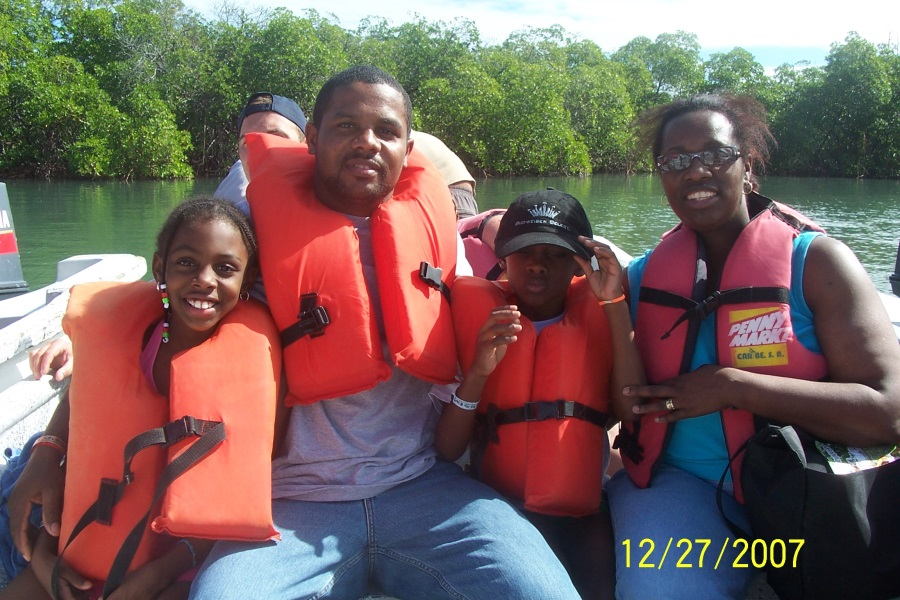 PENNY
MARK
CARIBE, S. A.
12/27/2007